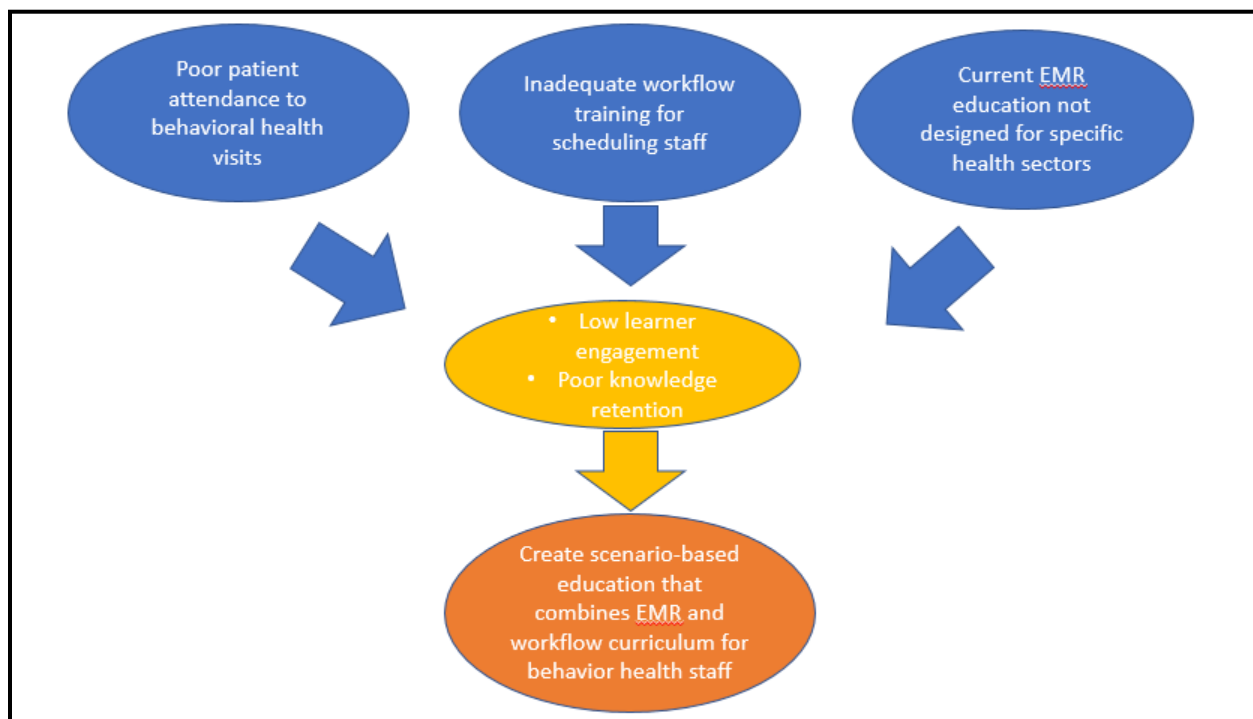 Poor patient
attendance to
behavioral health
visits
Inadequate workflow
training for
scheduling staff
Current EMR
education not
designed for specific
health sectors
• Low learner
engagement
• Poor knowledge
retention
Create scenario-based
education that
combines EMR and
workflow curriculum for
behavior health staff